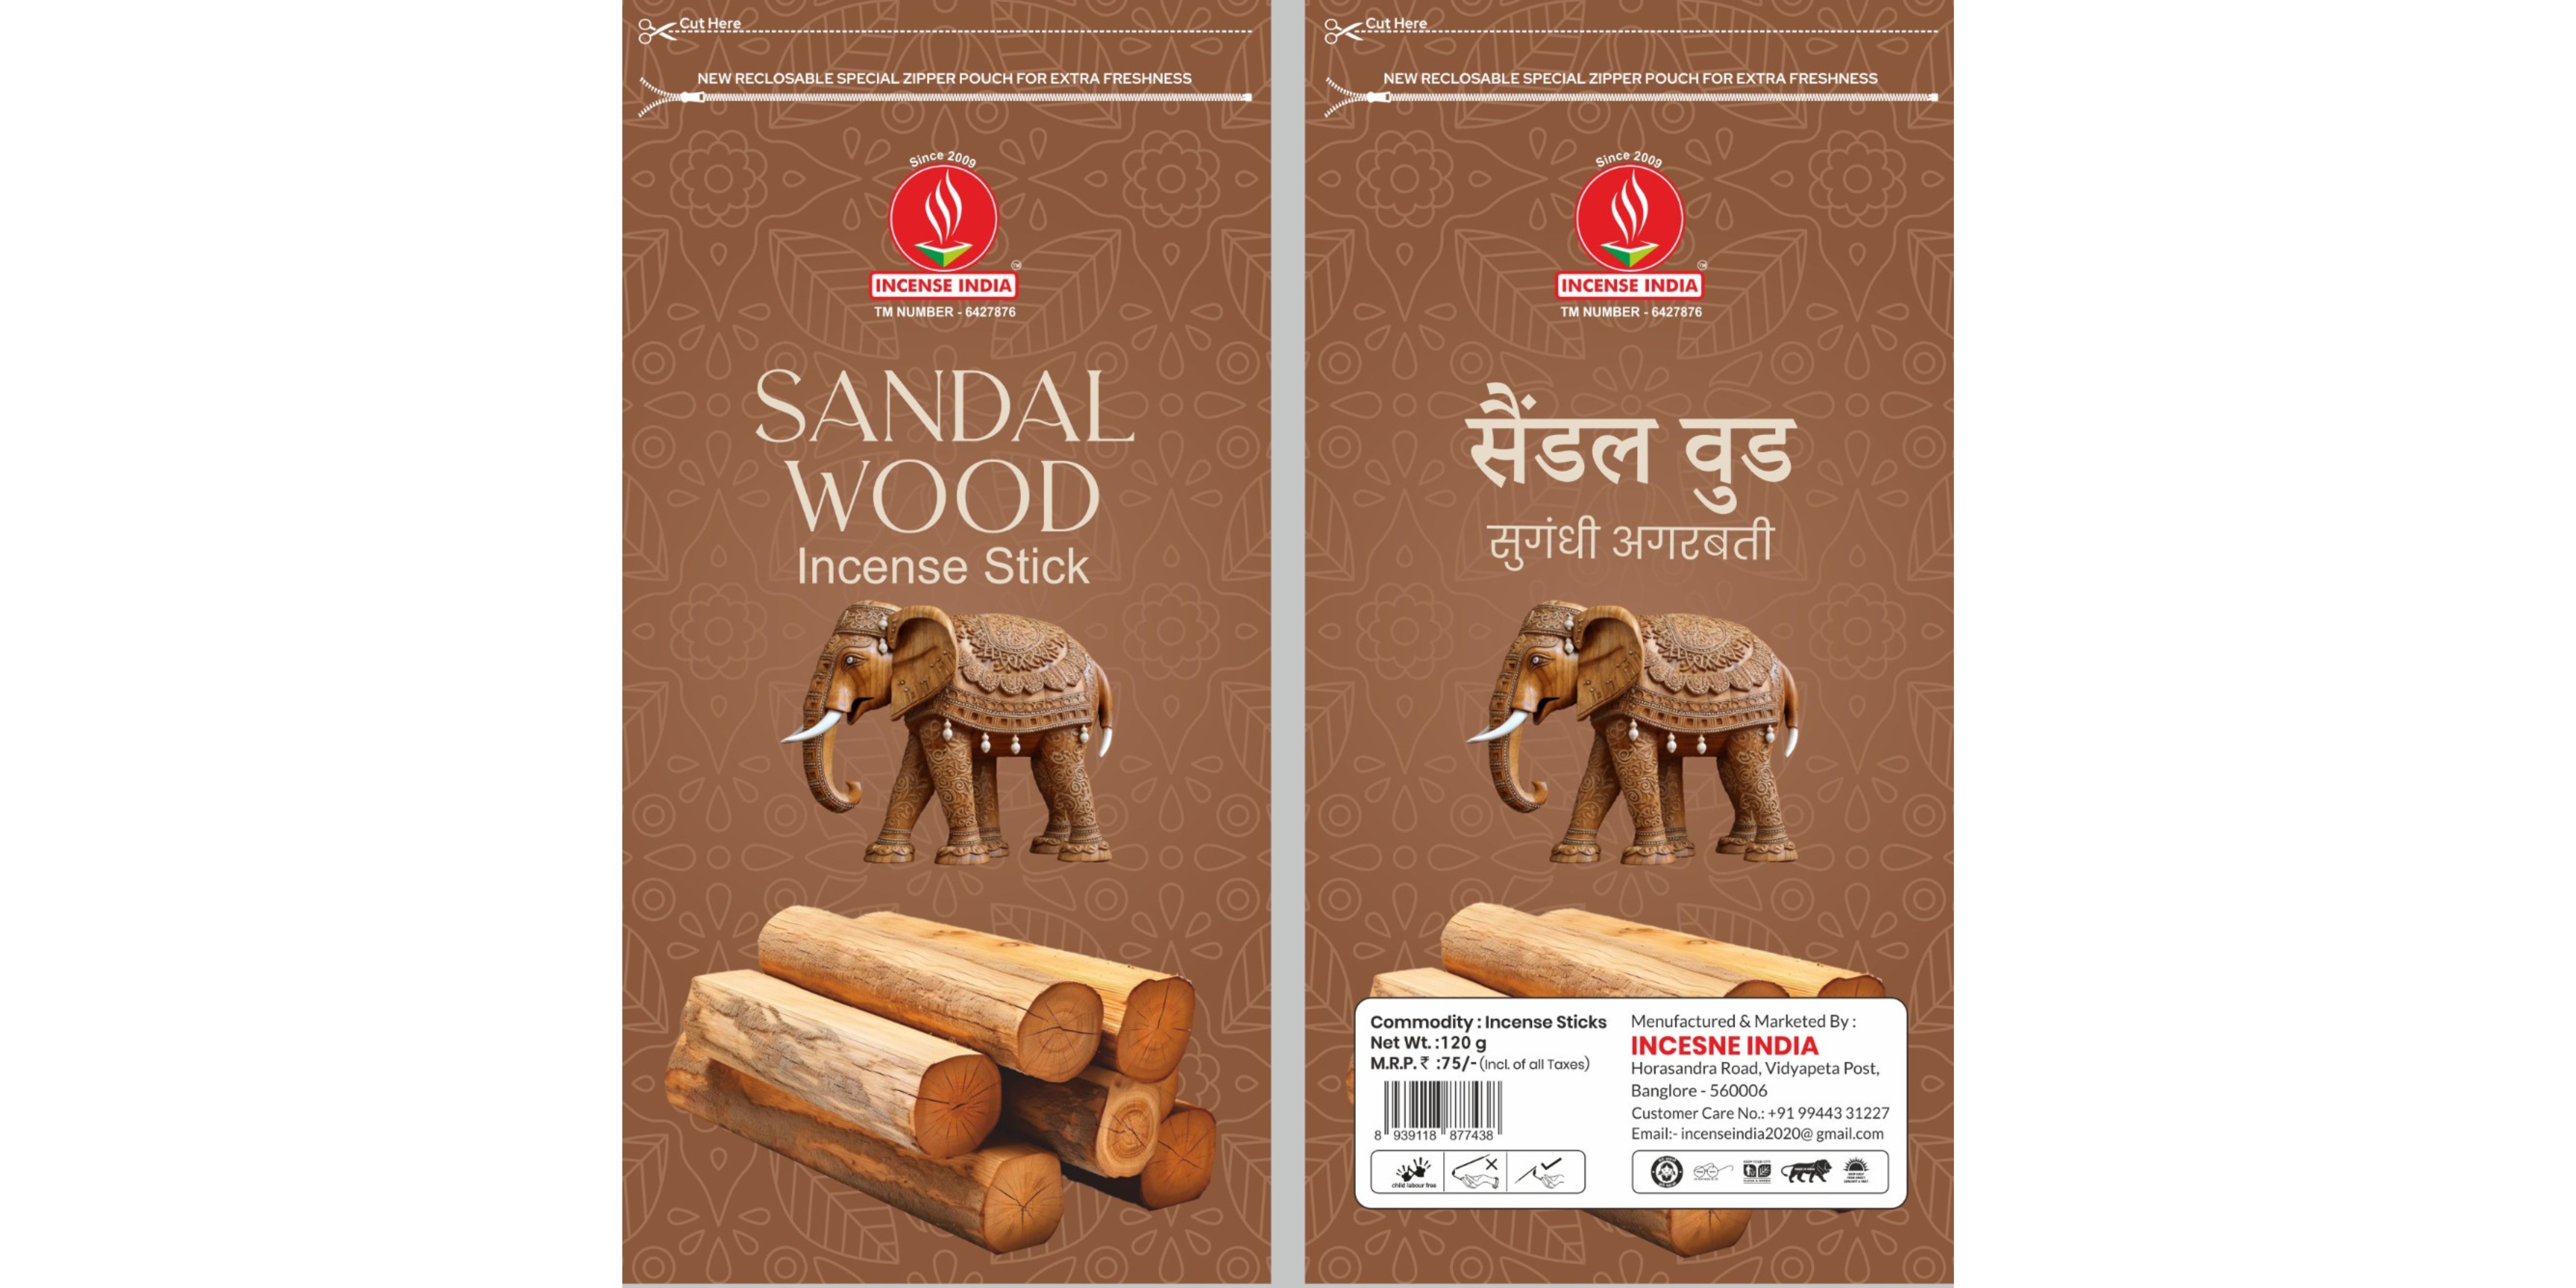 Cut Here
NEW RECLOSABLE SPECIAL ZIPPER POUCH FOR EXTRA FRESHNESS
Since 2009
INCENSE INDIA
TM
TM NUMBER - 6427876
SANDAL
WOOD
Incense Stick
Cut Here
NEW RECLOSABLE SPECIAL ZIPPER POUCH FOR EXTRA FRESHNESS
Since 2009
INCENSE INDIA
TM
TM NUMBER - 6427876
सैंडल वुड
सुगंधी अगरबती
Commodity : Incense Sticks
Net Wt. :120 g
M.R.P. ₹ :75/- (Incl. of all Taxes)
8 939118 877438
child labour free
Menufactured & Marketed By :
INCESNE INDIA
Horasandra Road, Vidyapeta Post,
Banglore - 560006
Customer Care No.: +91 99443 31227
Email:- incenseindia2020@ gmail.com